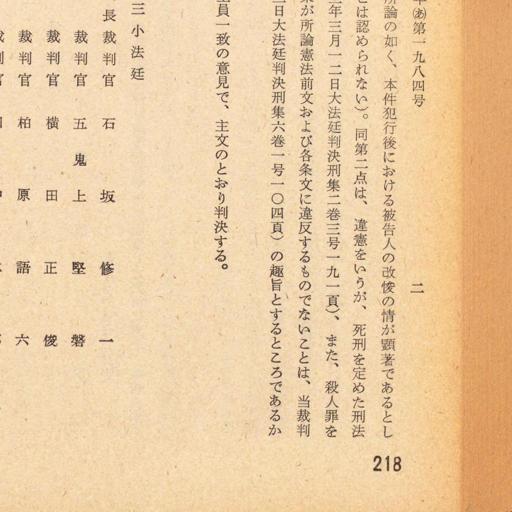 第一九八四号
二
所論の如く、本件犯行後における被告人の改悛の情が顕著であるとし
とは認められない)。同第二点は、違憲をいうが、死刑を定めた刑法
三年三月一二日大法廷判決刑集二巻三号一九一頁)、また、殺人罪を
が所論憲法前文および各条文に違反するものでないことは、当裁判
日大法廷判決刑集六巻一号一〇四頁)の趣旨とするところであるか
員一致の意見で、主文のとおり判決する。
三小法廷
長裁判官 石坂修一
裁判官 五鬼上堅磐
裁判官 横田正俊
裁判官 柏原語六
裁判官
218